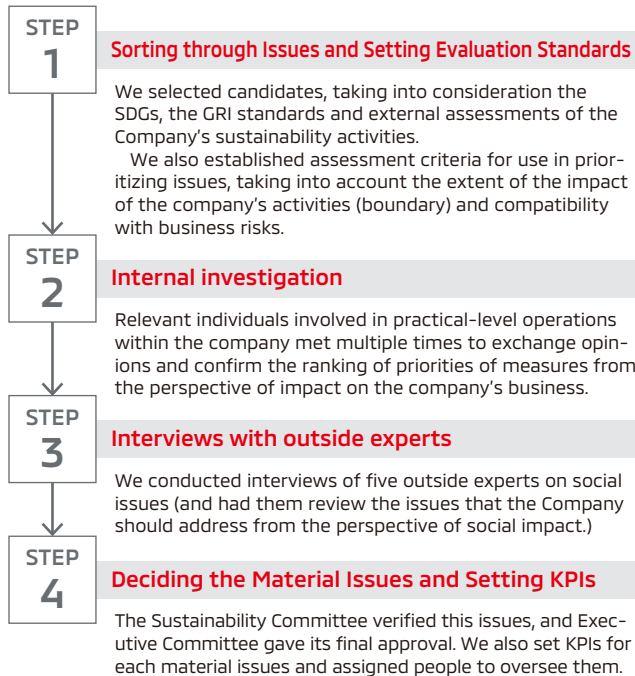 STEP
1
Sorting through Issues and Setting Evaluation Standards
We selected candidates, taking into consideration the
SDGs, the GRI standards and external assessments of the
Company's sustainability activities.
We also established assessment criteria for use in prior-
itizing issues, taking into account the extent of the impact
of the company's activities (boundary) and compatibility
with business risks.
STEP
2
Internal investigation
Relevant individuals involved in practical-level operations
within the company met multiple times to exchange opin-
ions and confirm the ranking of priorities of measures from
the perspective of impact on the company's business.
STEP
3
Interviews with outside experts
We conducted interviews of five outside experts on social
issues (and had them review the issues that the Company
should address from the perspective of social impact.)
STEP
4
Deciding the Material Issues and Setting KPIs
The Sustainability Committee verified this issues, and Exec-
utive Committee gave its final approval. We also set KPIs for
each material issues and assigned people to oversee them.